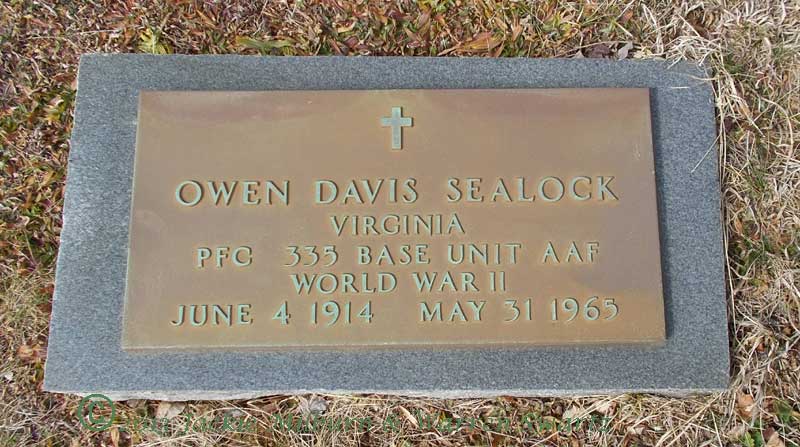 OWEN DAVIS SEALOCK
VIRGINIA
PFC 335 BASE UNIT AAF
WORLD WAR II
JUNE 4 1914 MAY 31 1965
©